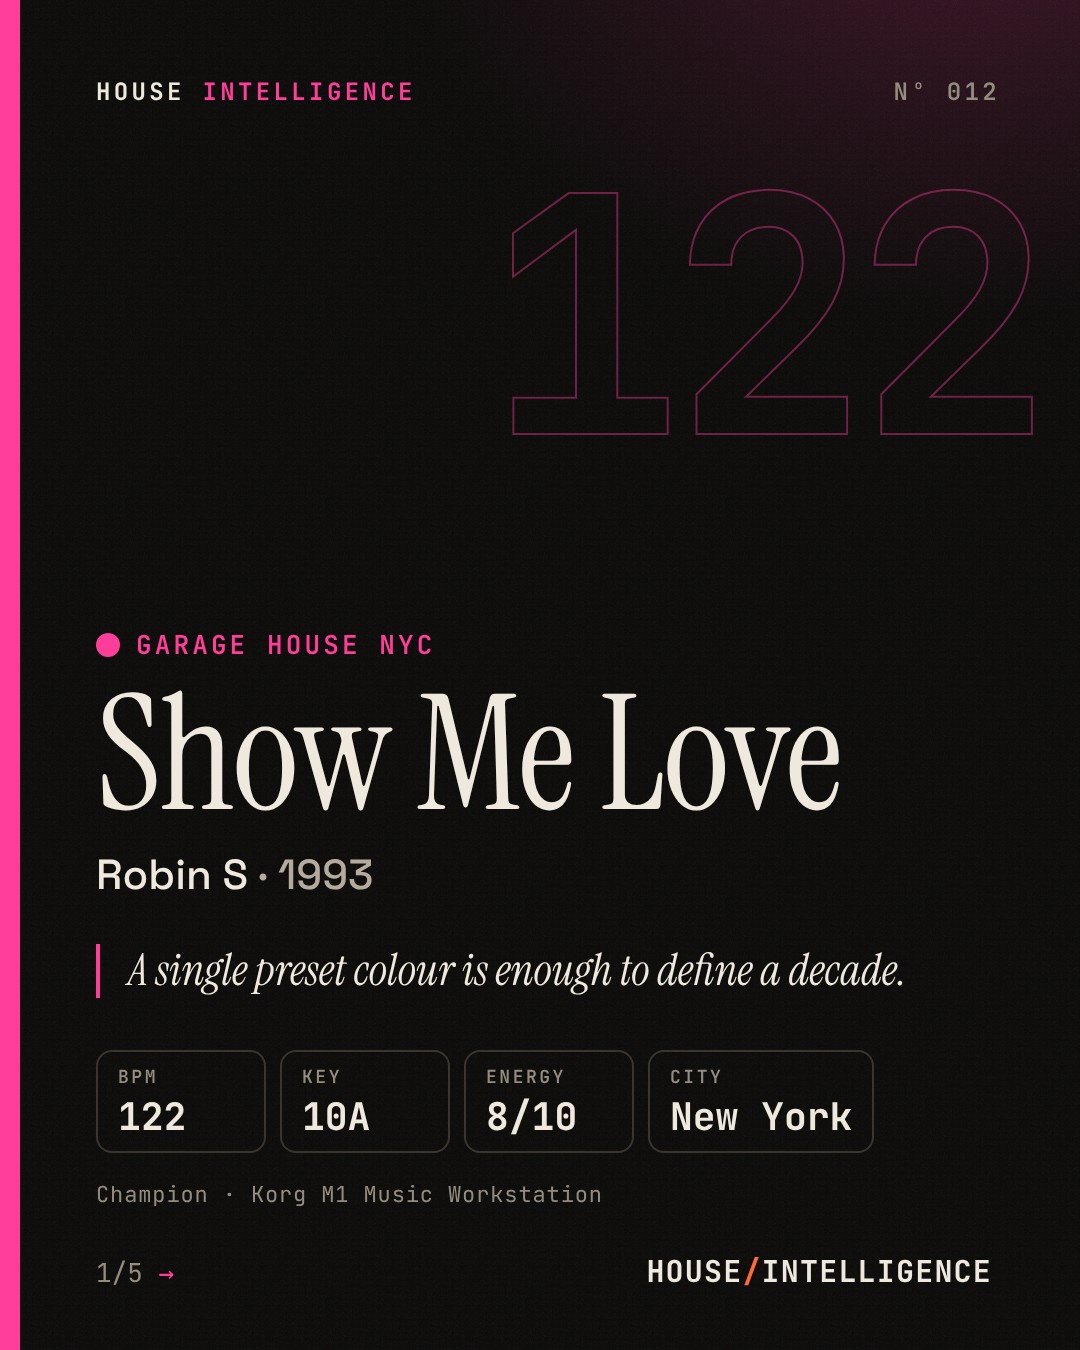 HOUSE INTELLIGENCE
N° 012
122
GARAGE HOUSE NYC
Show Me Love
Robin S · 1993
A single preset colour is enough to define a decade.
BPM
122
KEY
10A
ENERGY
8/10
CITY
New York
Champion · Korg M1 Music Workstation
1/5 →
HOUSE/INTELLIGENCE